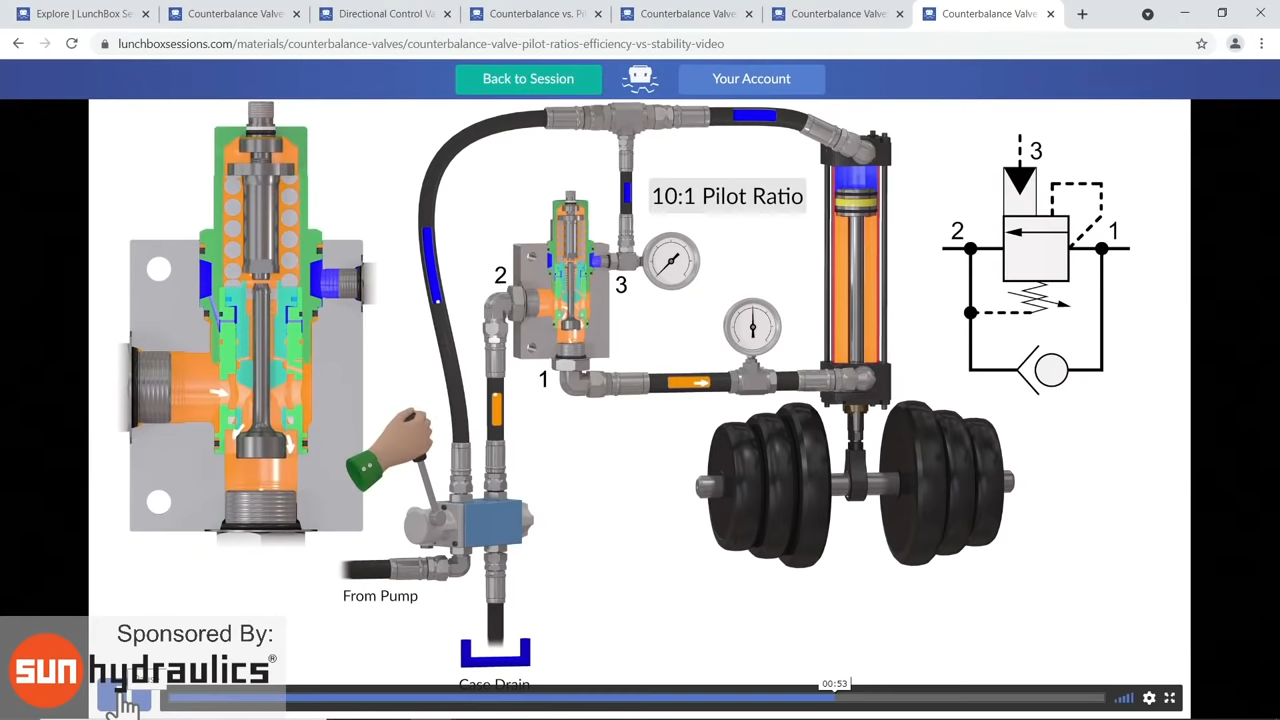 Explore | LunchBox Se
Counterbalance Valve
Directional Control Va
Counterbalance vs. Pi
Counterbalance Valve
Counterbalance Valve
Counterbalance Valve
lunchboxsessions.com/materials/counterbalance-valves/counterbalance-valve-pilot-ratios-efficiency-vs-stability-video
Back to Session
Your Account
10:1 Pilot Ratio
3
2
1
2
3
1
From Pump
Case Drain
Sponsored By:
sun hydraulics®
00:53